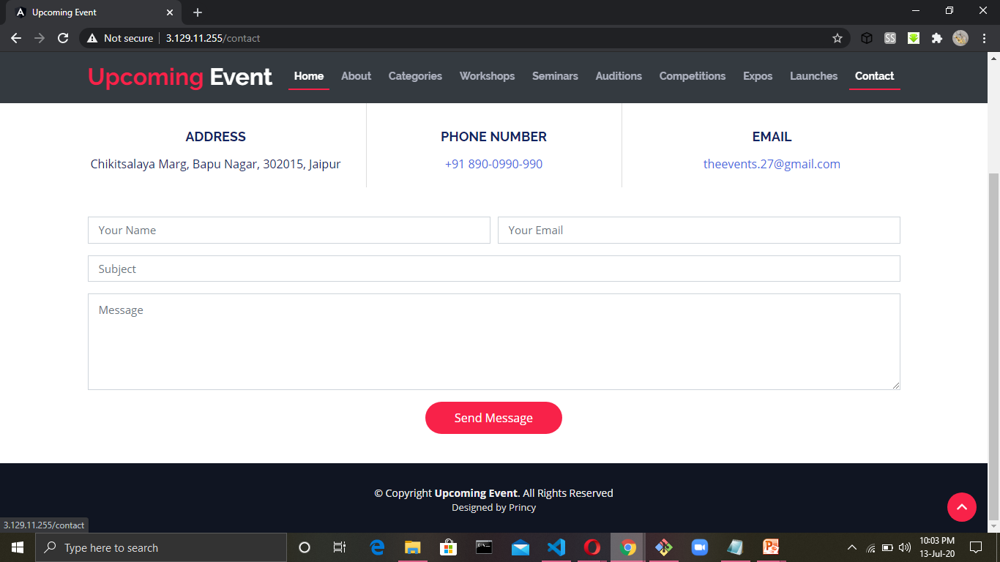 Upcoming Event
Not secure 3.129.11.255/contact
Upcoming Event Home About Categories Workshops Seminars Auditions Competitions Expos Launches Contact
ADDRESS
Chikitsalaya Marg, Bapu Nagar, 302015, Jaipur
PHONE NUMBER
+91 890-0990-990
EMAIL
theevents.27@gmail.com
Your Name
Your Email
Subject
Message
Send Message
© Copyright Upcoming Event. All Rights Reserved
Designed by Princy
3.129.11.255/contact
Type here to search
10:03 PM
13-Jul-20